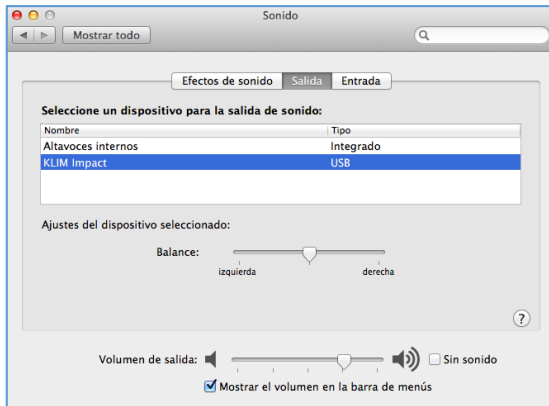 Sonido
Mostrar todo
Efectos de sonido Salida Entrada
Seleccione un dispositivo para la salida de sonido:
Nombre Tipo
Altavoces internos Integrado
KLIM Impact USB
Ajustes del dispositivo seleccionado:
Balance:
izquierda derecha
?
Volumen de salida: Sin sonido
Mostrar el volumen en la barra de menús